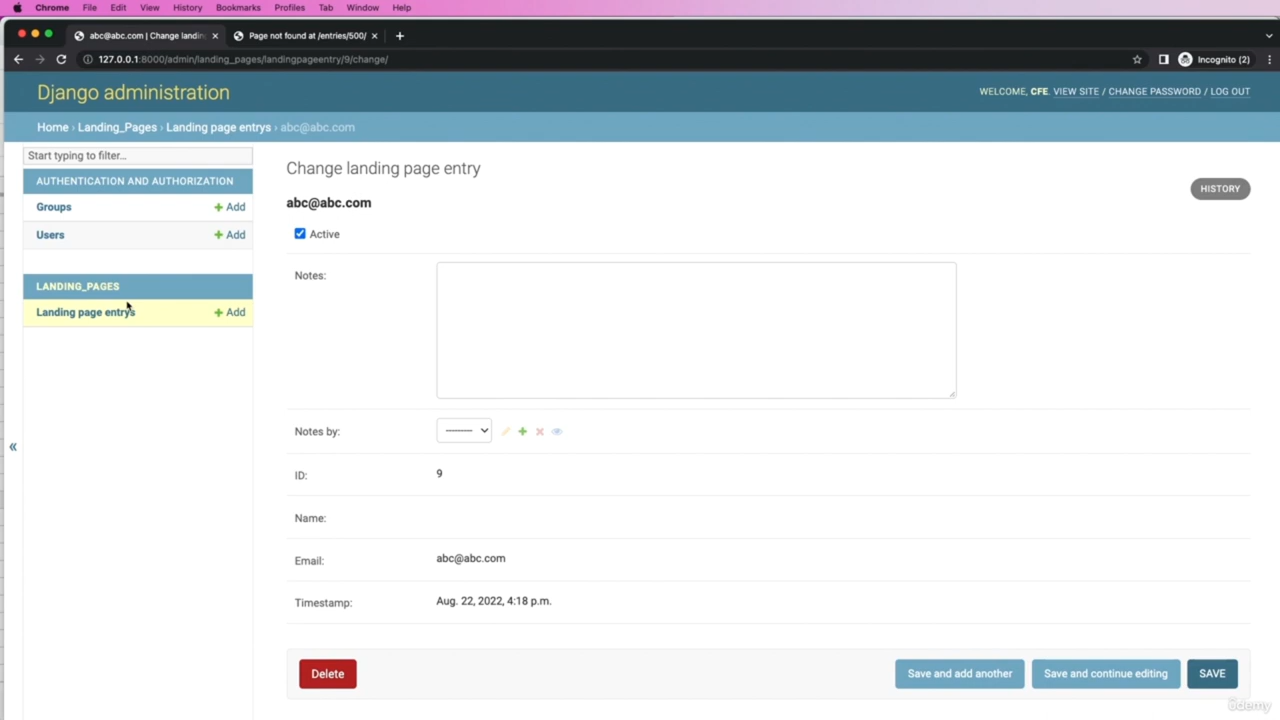 Chrome File Edit View History Bookmarks Profiles Tab Window Help
abc@abc.com | Change landin Page not found at /entries/500/
127.0.0.1:8000/admin/landing_pages/landingpageentry/9/change/ Incognito (2)
Django administration WELCOME, CFE. VIEW SITE / CHANGE PASSWORD / LOG OUT
Home › Landing_Pages › Landing page entrys › abc@abc.com
Start typing to filter...
AUTHENTICATION AND AUTHORIZATION
Groups + Add
Users + Add
LANDING_PAGES
Landing page entrys + Add
«
Change landing page entry
HISTORY
abc@abc.com
Active
Notes:
Notes by: ---------
ID: 9
Name:
Email: abc@abc.com
Timestamp: Aug. 22, 2022, 4:18 p.m.
Delete Save and add another Save and continue editing SAVE
ûdemy